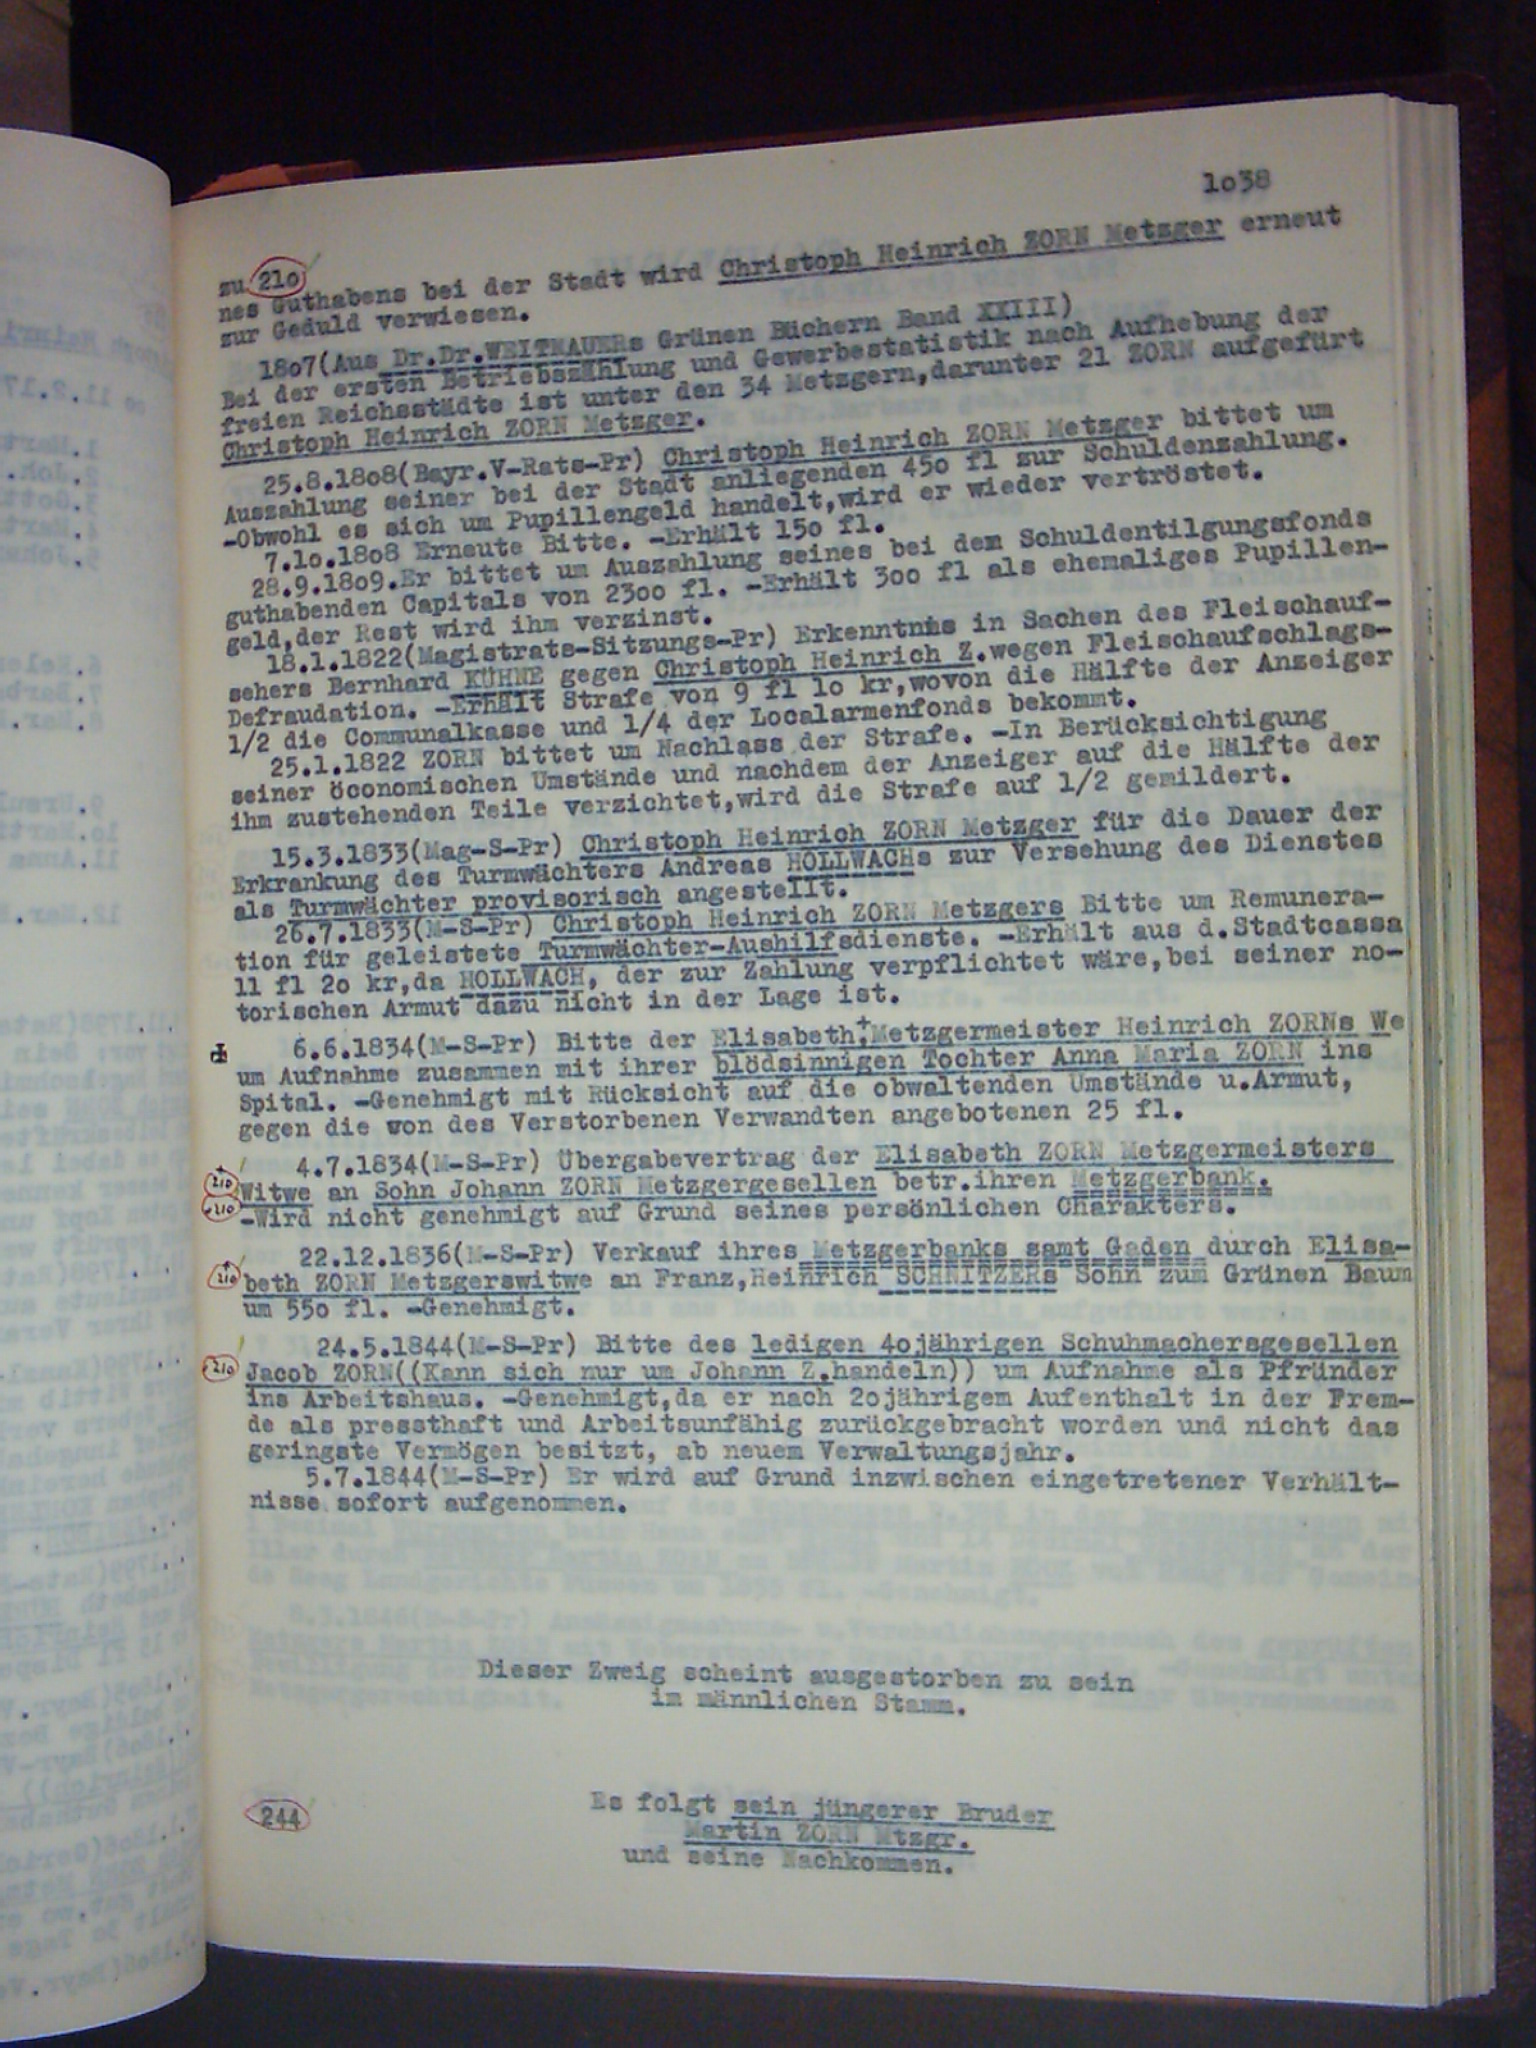 1o38
zu 21o
nes Guthabens bei der Stadt wird Christoph Heinrich ZORN Metzger erneut
zur Geduld verwiesen.
18o7(Aus Dr.Dr.WEITNAUERs Grünen Büchern Band XXIII)
Bei der ersten Betriebszählung und Gewerbestatistik nach Aufhebung der
freien Reichsstädte ist unter den 34 Metzgern,darunter 21 ZORN aufgefürt
Christoph Heinrich ZORN Metzger.
25.8.18o8(Bayr.V-Rats-Pr) Christoph Heinrich ZORN Metzger bittet um
Auszahlung seiner bei der Stadt anliegenden 45o fl zur Schuldenzahlung.
-Obwohl es sich um Pupillengeld handelt,wird er wieder vertröstet.
7.1o.18o8 Erneute Bitte. -Erhält 15o fl.
28.9.18o9.Er bittet um Auszahlung seines bei dem Schuldentilgungsfonds
guthabenden Capitals von 23oo fl. -Erhält 3oo fl als ehemaliges Pupillen-
geld,der Rest wird ihm verzinst.
18.1.1822(Magistrats-Sitzungs-Pr) Erkenntnis in Sachen des Fleischauf-
sehers Bernhard KÜHNE gegen Christoph Heinrich Z.wegen Fleischaufschlags-
Defraudation. -Erhält Strafe von 9 fl 1o kr,wovon die Hälfte der Anzeiger
1/2 die Communalkasse und 1/4 der Localarmenfonds bekommt.
25.1.1822 ZORN bittet um Nachlass der Strafe. -In Berücksichtigung
seiner öconomischen Umstände und nachdem der Anzeiger auf die Hälfte der
ihm zustehenden Teile verzichtet,wird die Strafe auf 1/2 gemildert.
15.3.1833(Mag-S-Pr) Christoph Heinrich ZORN Metzger für die Dauer der
Erkrankung des Turmwächters Andreas HOLLWACHs zur Versehung des Dienstes
als Turmwächter provisorisch angestellt.
26.7.1833(M-S-Pr) Christoph Heinrich ZORN Metzgers Bitte um Remunera-
tion für geleistete Turmwächter-Aushilfsdienste. -Erhält aus d.Stadtcassa
11 fl 2o kr,da HOLLWACH, der zur Zahlung verpflichtet wäre,bei seiner no-
torischen Armut dazu nicht in der Lage ist.
6.6.1834(M-S-Pr) Bitte der Elisabeth,+Metzgermeister Heinrich ZORNs We
um Aufnahme zusammen mit ihrer blödsinnigen Tochter Anna Maria ZORN ins
Spital. -Genehmigt mit Rücksicht auf die obwaltenden Umstände u.Armut,
gegen die von des Verstorbenen Verwandten angebotenen 25 fl.
4.7.1834(M-S-Pr) Übergabevertrag der Elisabeth ZORN Metzgermeisters
210 Witwe an Sohn Johann ZORN Metzgergesellen betr.ihren Metzgerbank.
210 -Wird nicht genehmigt auf Grund seines persönlichen Charakters.
22.12.1836(M-S-Pr) Verkauf ihres Metzgerbanks samt Gaden durch Elisa-
210 beth ZORN Metzgerswitwe an Franz,Heinrich SCHNITZERs Sohn zum Grünen Baum
um 55o fl. -Genehmigt.
24.5.1844(M-S-Pr) Bitte des ledigen 4ojährigen Schuhmachersgesellen
210 Jacob ZORN((Kann sich nur um Johann Z.handeln)) um Aufnahme als Pfründer
ins Arbeitshaus. -Genehmigt,da er nach 2ojährigem Aufenthalt in der Frem-
de als pressthaft und Arbeitsunfähig zurückgebracht worden und nicht das
geringste Vermögen besitzt, ab neuem Verwaltungsjahr.
5.7.1844(M-S-Pr) Er wird auf Grund inzwischen eingetretener Verhält-
nisse sofort aufgenommen.
Dieser Zweig scheint ausgestorben zu sein
im männlichen Stamm.
244 Es folgt sein jüngerer Bruder
Martin ZORN Mtzgr.
und seine Nachkommen.